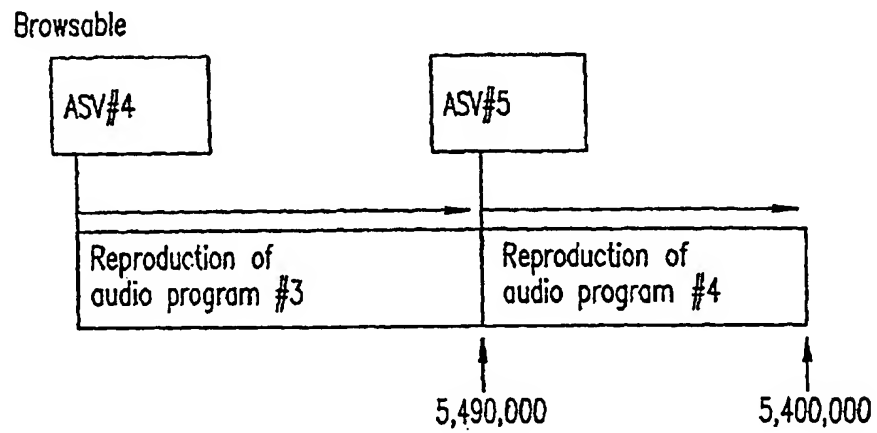 Browsable
ASV#4
ASV#5
Reproduction of
audio program #3
Reproduction of
audio program #4
5,490,000
5,400,000